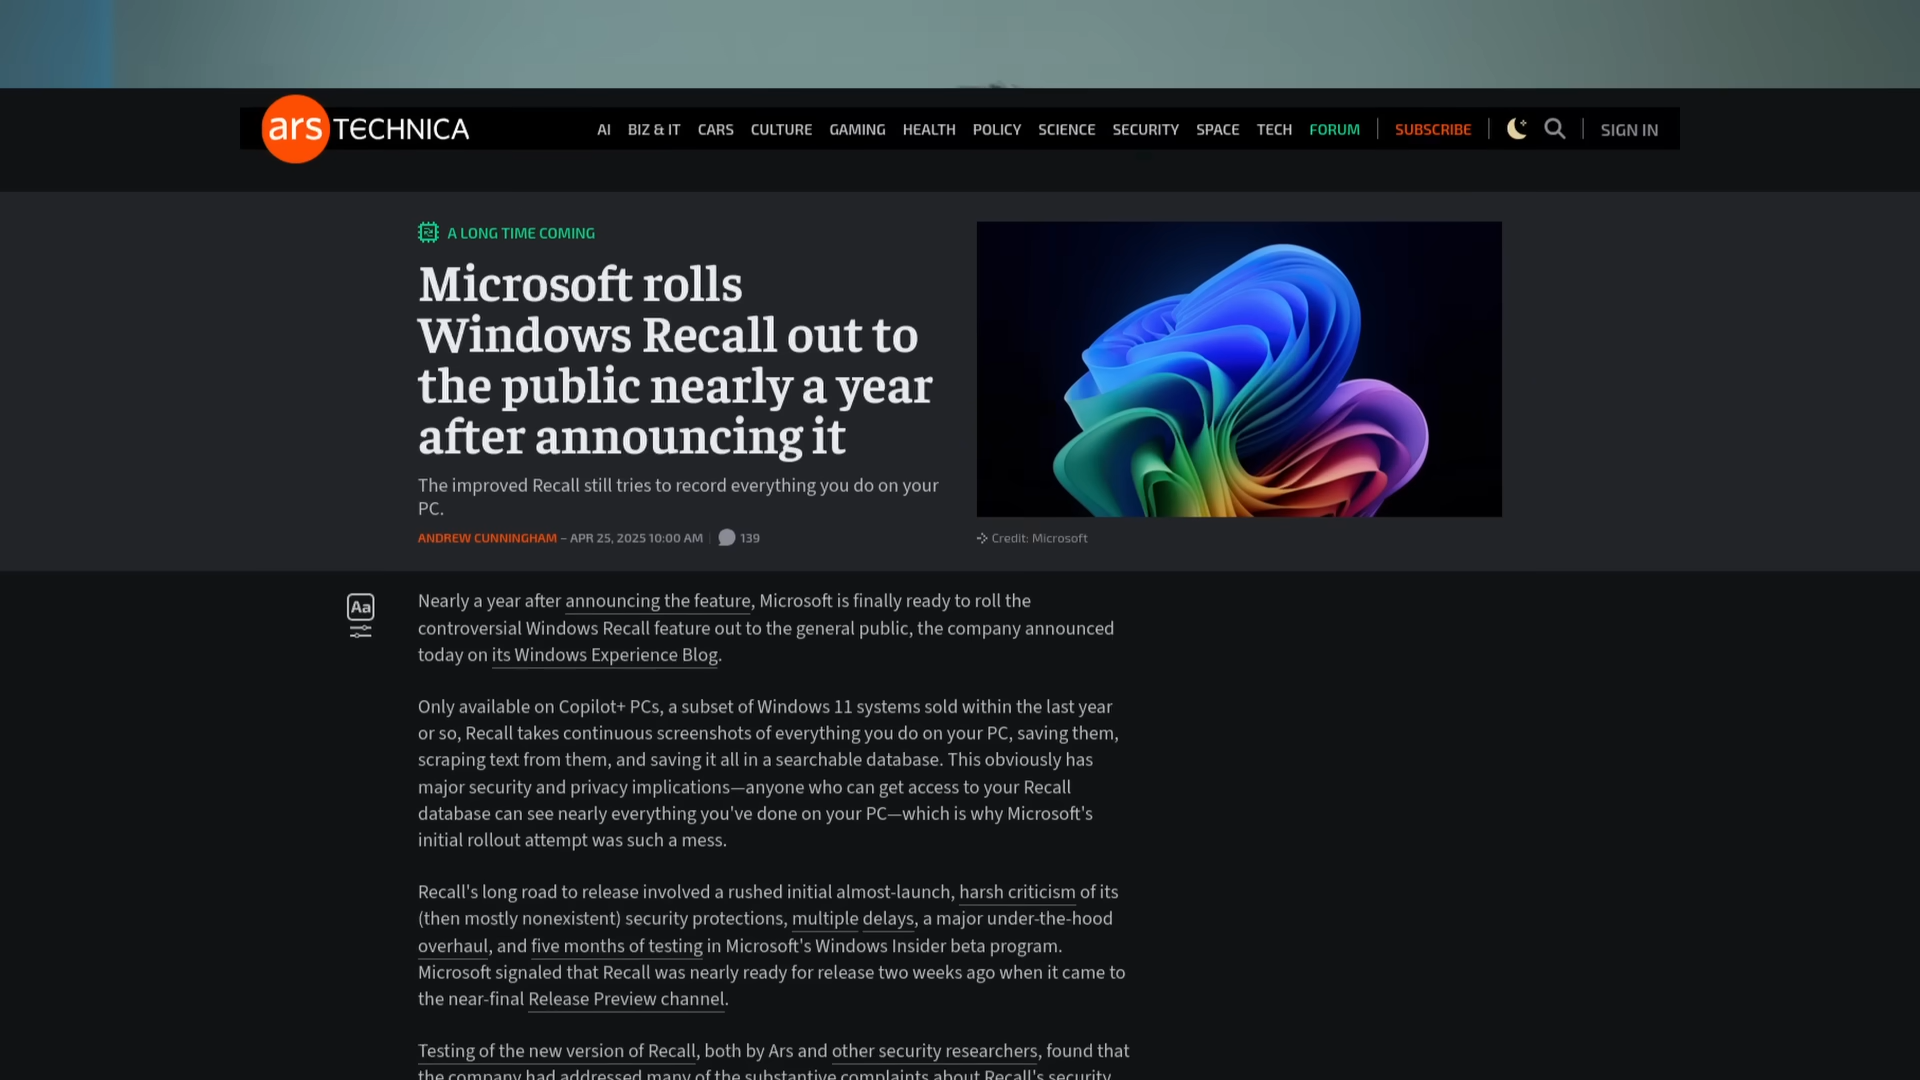 ars TECHNICA
AI BIZ & IT CARS CULTURE GAMING HEALTH POLICY SCIENCE SECURITY SPACE TECH FORUM SUBSCRIBE SIGN IN
A LONG TIME COMING
Microsoft rolls
Windows Recall out to
the public nearly a year
after announcing it
The improved Recall still tries to record everything you do on your
PC.
ANDREW CUNNINGHAM – APR 25, 2025 10:00 AM 139
Credit: Microsoft
Aa
Nearly a year after announcing the feature, Microsoft is finally ready to roll the
controversial Windows Recall feature out to the general public, the company announced
today on its Windows Experience Blog.
Only available on Copilot+ PCs, a subset of Windows 11 systems sold within the last year
or so, Recall takes continuous screenshots of everything you do on your PC, saving them,
scraping text from them, and saving it all in a searchable database. This obviously has
major security and privacy implications—anyone who can get access to your Recall
database can see nearly everything you've done on your PC—which is why Microsoft's
initial rollout attempt was such a mess.
Recall's long road to release involved a rushed initial almost-launch, harsh criticism of its
(then mostly nonexistent) security protections, multiple delays, a major under-the-hood
overhaul, and five months of testing in Microsoft's Windows Insider beta program.
Microsoft signaled that Recall was nearly ready for release two weeks ago when it came to
the near-final Release Preview channel.
Testing of the new version of Recall, both by Ars and other security researchers, found that
the company had addressed many of the substantive complaints about Recall's security